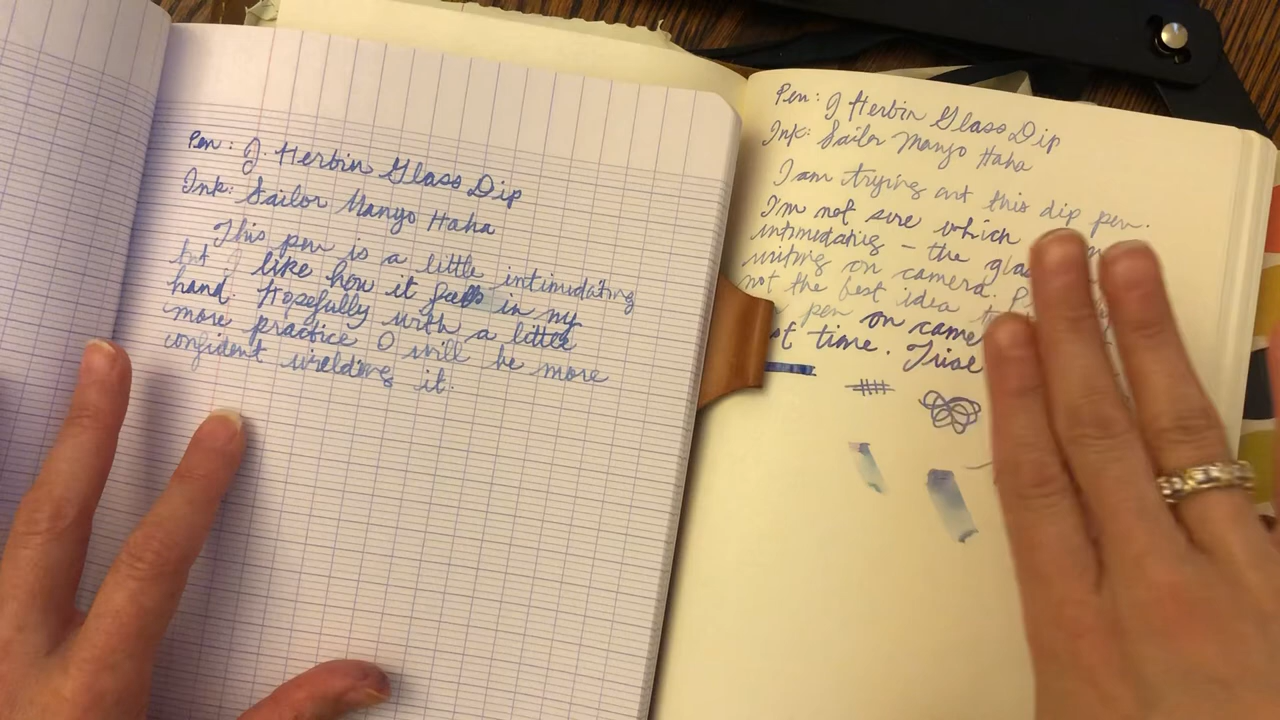 Pen: J. Herbin Glass Dip
Ink: Sailor Manyo Haha
This pen is a little intimidating
but I like how it in my
hand. Hopefully with a little
more practice I will be more
confident wielding it.
Pen: J Herbin Glass Dip
Ink: Sailor Manyo Haha
I am trying out this dip pen.
I'm not sure which
intimidating - the glas
writing on camera. P
not the best idea t
pen on came
st time.